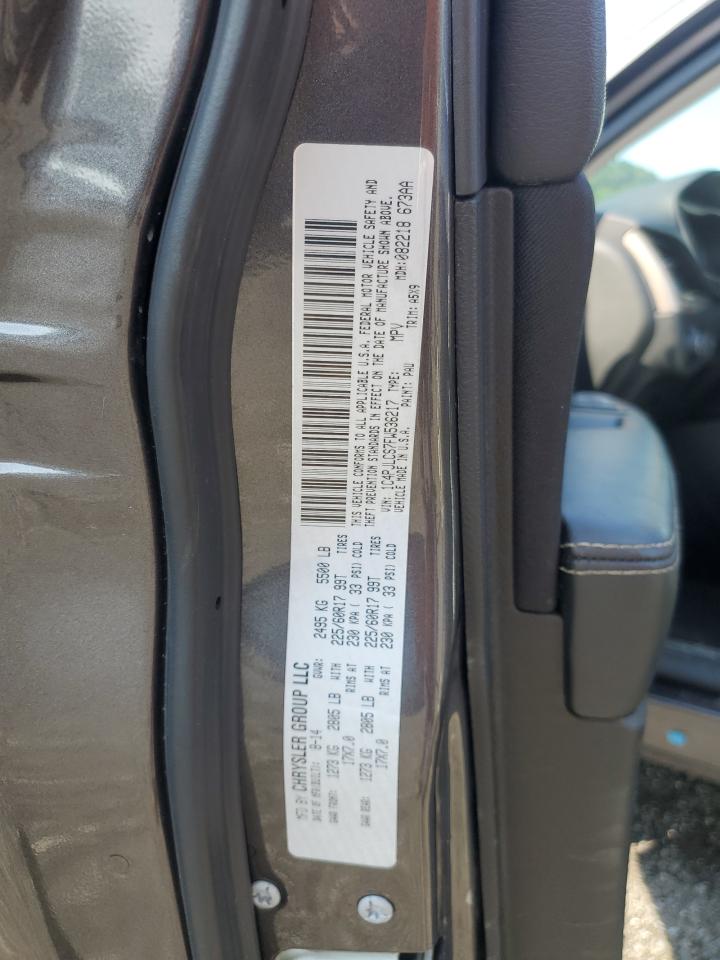 MFD BY CHRYSLER GROUP LLC
DATE OF MFR(BUILT): 8-14
GVWR: 2495 KG 5500 LB
GAWR FRONT: 1273 KG 2805 LB WITH 225/60R17 99T TIRES
17X7.0 RIMS AT 230 KPA ( 33 PSI) COLD
GAWR REAR: 1273 KG 2805 LB WITH 225/60R17 99T TIRES
17X7.0 RIMS AT 230 KPA ( 33 PSI) COLD
THIS VEHICLE CONFORMS TO ALL APPLICABLE U.S.A. FEDERAL MOTOR VEHICLE SAFETY AND
THEFT PREVENTION STANDARDS IN EFFECT ON THE DATE OF MANUFACTURE SHOWN ABOVE.
VIN: 1C4PJLCS7FW536217 TYPE: MPV MDH:082218 673AA
VEHICLE MADE IN U.S.A. PAINT: PAU TRIM: A5X9